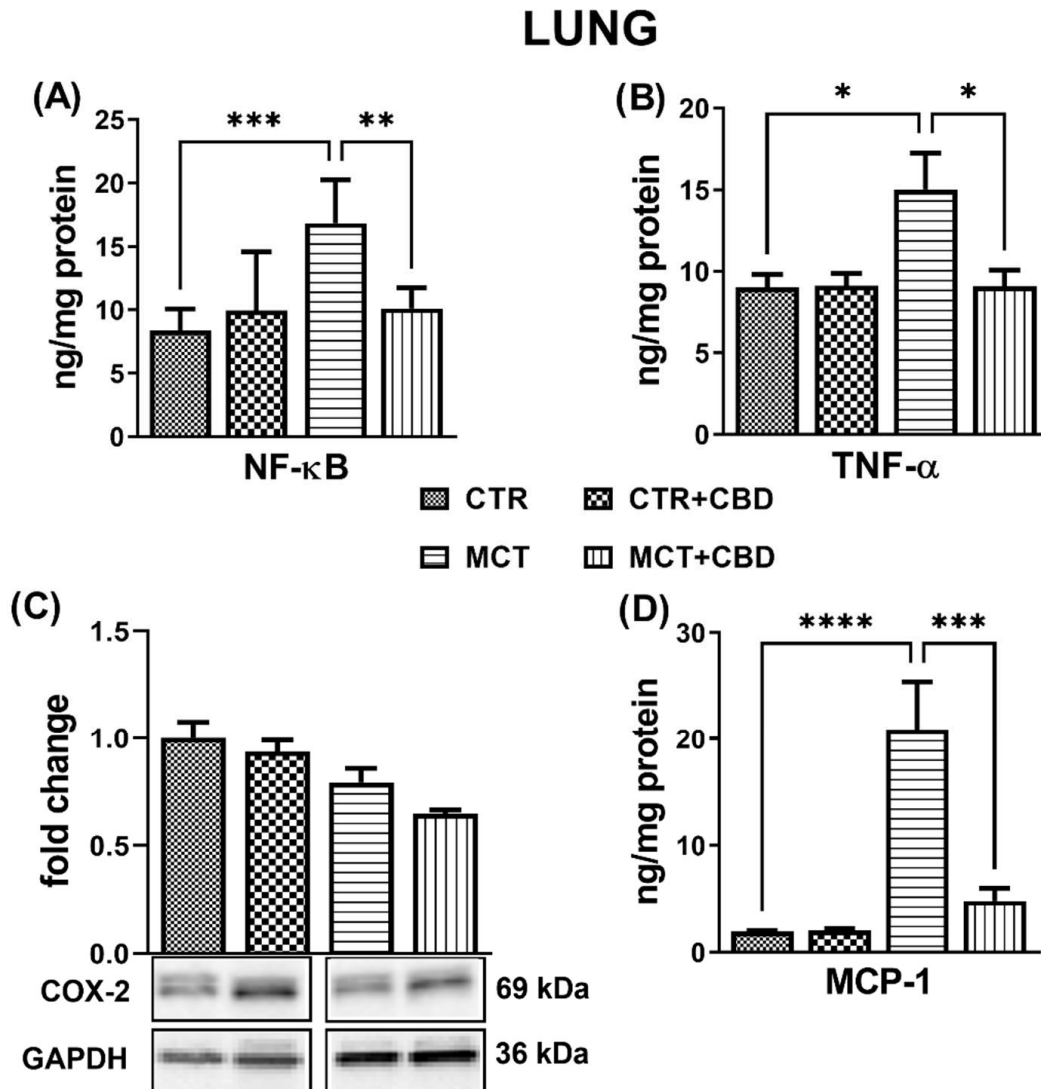 LUNG
(A)
25
20
15
10
5
0
ng/mg protein
***
**
NF-κB
(B)
20
15
10
5
0
ng/mg protein
*
*
TNF-α
CTR
CTR+CBD
MCT
MCT+CBD
(C)
1.5
1.0
0.5
0.0
fold change
COX-2
69 kDa
GAPDH
36 kDa
(D)
30
20
10
0
ng/mg protein
****
***
MCP-1